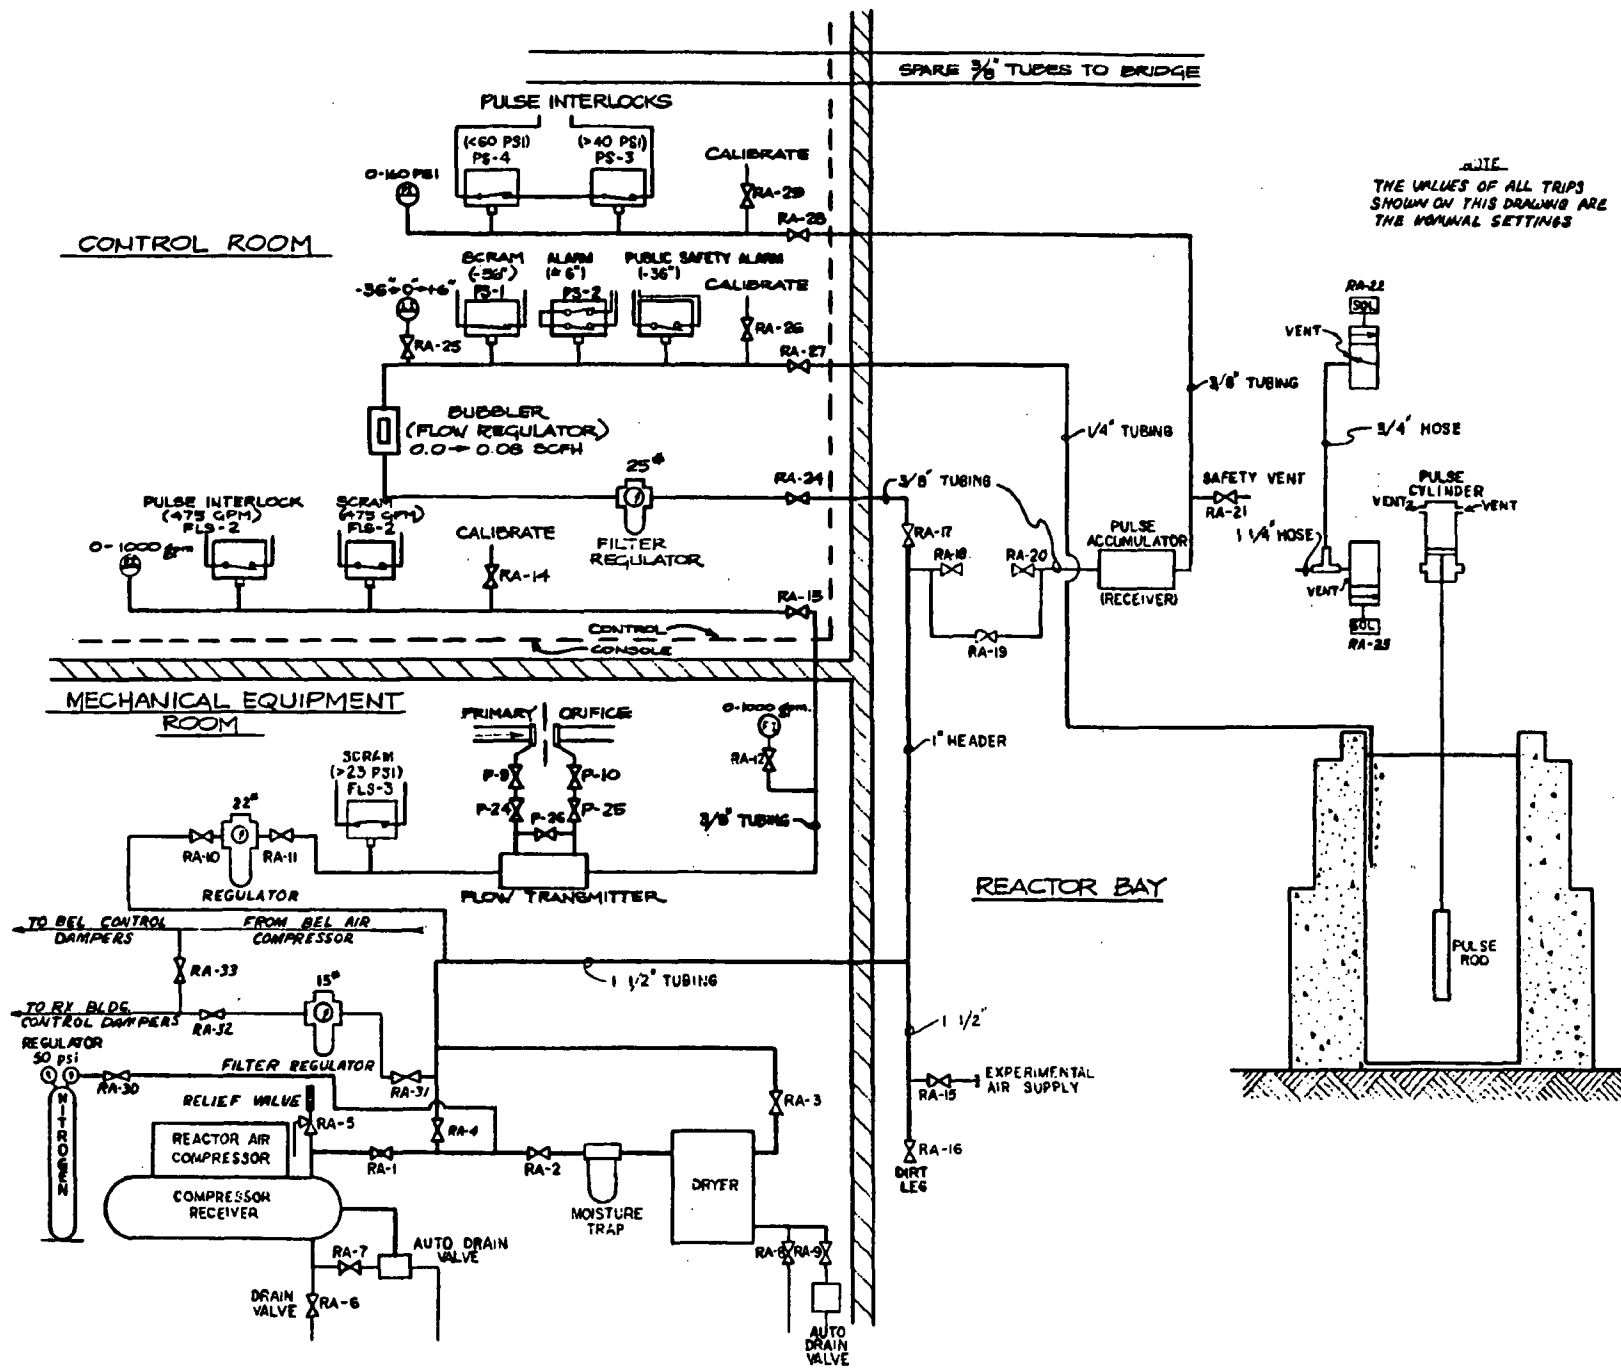 SPARE 3/8" TUBES TO BRIDGE
PULSE INTERLOCKS
(<60 PSI)
PS-4
(>40 PSI)
PS-3
0-160 PSI
CALIBRATE
RA-29
RA-28
NOTE
THE VALUES OF ALL TRIPS
SHOWN ON THIS DRAWING ARE
THE NOMINAL SETTINGS
CONTROL ROOM
SCRAM
(-36")
PS-1
ALARM
(±6")
PS-2
PUBLIC SAFETY ALARM
(-36")
-36"→0"→+6"
RA-25
CALIBRATE
RA-26
RA-27
RA-22
SOL
VENT
3/8" TUBING
BUBBLER
(FLOW REGULATOR)
0.0→0.08 SCFH
1/4" TUBING
3/4" HOSE
25#
RA-24
3/8" TUBING
SAFETY VENT
RA-21
PULSE
CYLINDER
VENT
VENT
PULSE INTERLOCK
(475 GPM)
FLS-2
SCRAM
(475 GPM)
FLS-2
0-1000 gpm
CALIBRATE
RA-14
FILTER
REGULATOR
RA-17
RA-18
RA-20
PULSE
ACCUMULATOR
(RECEIVER)
1 1/4" HOSE
VENT
SOL
RA-23
RA-13
RA-19
CONTROL
CONSOLE
MECHANICAL EQUIPMENT
ROOM
PRIMARY
ORIFICE
0-1000 gpm.
FI
RA-12
1" HEADER
SCRAM
(>23 PSI)
FLS-3
P-9
P-10
P-24
P-25
P-26
3/8" TUBING
22#
RA-10
RA-11
REGULATOR
FLOW TRANSMITTER
REACTOR BAY
TO BEL CONTROL
DAMPERS
FROM BEL AIR
COMPRESSOR
PULSE
ROD
RA-33
1 1/2" TUBING
15#
TO RX BLDG.
CONTROL DAMPERS
RA-32
1 1/2"
REGULATOR
50 psi
FILTER REGULATOR
RA-30
RA-31
RA-3
RA-15
EXPERIMENTAL
AIR SUPPLY
RELIEF VALVE
RA-5
RA-4
NITROGEN
REACTOR AIR
COMPRESSOR
RA-1
RA-2
RA-16
DIRT
LEG
COMPRESSOR
RECEIVER
MOISTURE
TRAP
DRYER
RA-7
AUTO DRAIN
VALVE
RA-8
RA-9
DRAIN
VALVE
RA-6
AUTO
DRAIN
VALVE